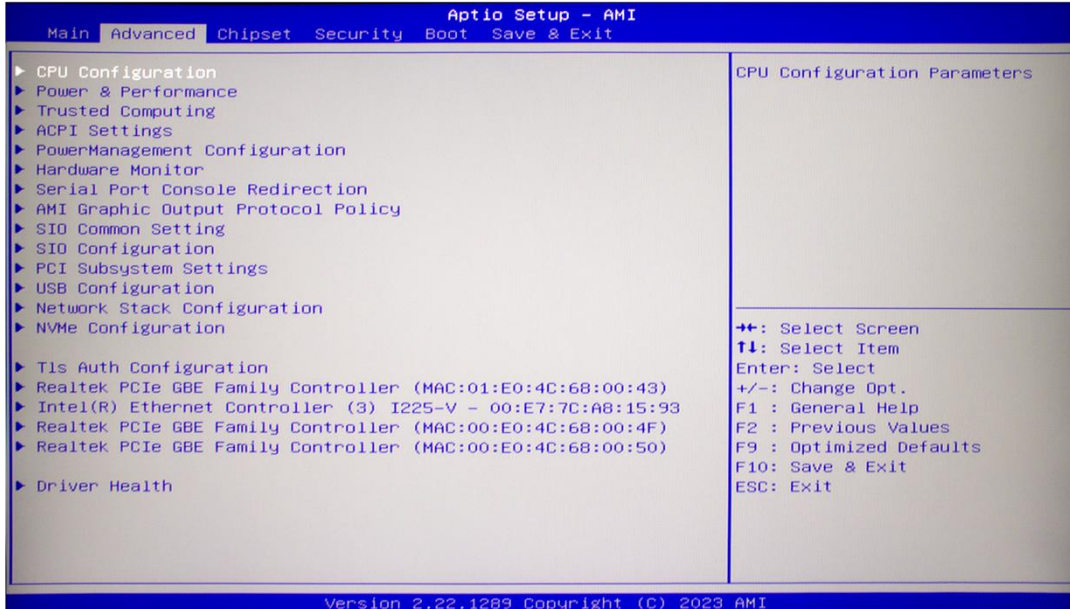 Aptio Setup – AMI
Main Advanced Chipset Security Boot Save & Exit
▶ CPU Configuration
▶ Power & Performance
▶ Trusted Computing
▶ ACPI Settings
▶ PowerManagement Configuration
▶ Hardware Monitor
▶ Serial Port Console Redirection
▶ AMI Graphic Output Protocol Policy
▶ SIO Common Setting
▶ SIO Configuration
▶ PCI Subsystem Settings
▶ USB Configuration
▶ Network Stack Configuration
▶ NVMe Configuration
▶ Tls Auth Configuration
▶ Realtek PCIe GBE Family Controller (MAC:01:E0:4C:68:00:43)
▶ Intel(R) Ethernet Controller (3) I225-V – 00:E7:7C:A8:15:93
▶ Realtek PCIe GBE Family Controller (MAC:00:E0:4C:68:00:4F)
▶ Realtek PCIe GBE Family Controller (MAC:00:E0:4C:68:00:50)
▶ Driver Health
CPU Configuration Parameters
→←: Select Screen
↑↓: Select Item
Enter: Select
+/-: Change Opt.
F1 : General Help
F2 : Previous Values
F9 : Optimized Defaults
F10: Save & Exit
ESC: Exit
Version 2.22.1289 Copyright (C) 2023 AMI